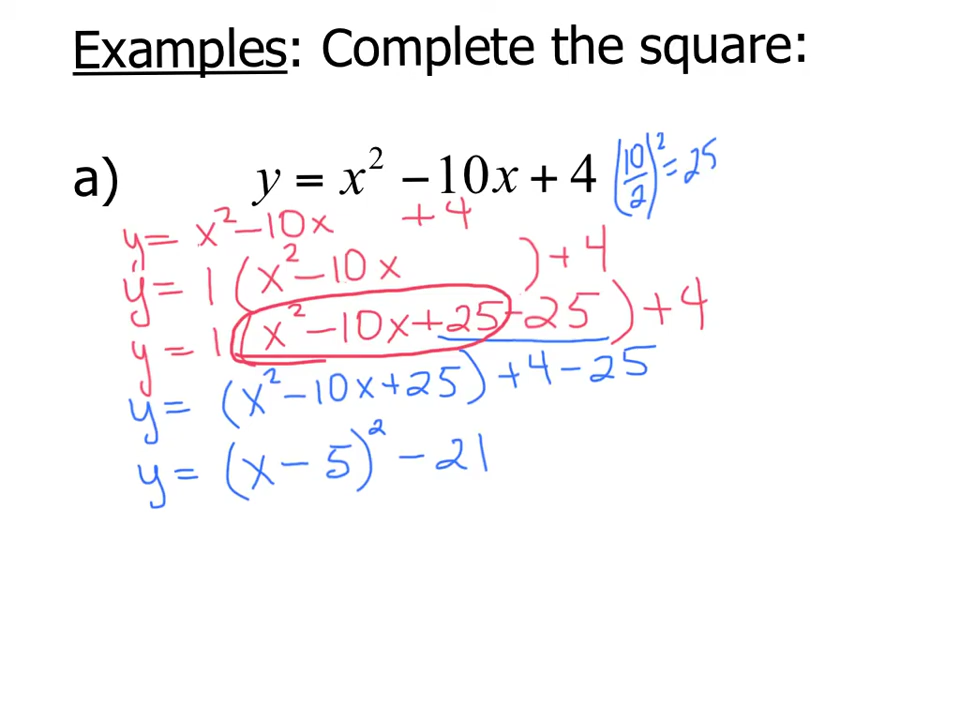 Examples: Complete the square:
a) y = x² − 10x + 4 (10/2)² = 25
y = x² − 10x + 4
y = 1(x² − 10x ) + 4
y = 1(x² − 10x + 25 − 25) + 4
y = (x² − 10x + 25) + 4 − 25
y = (x − 5)² − 21